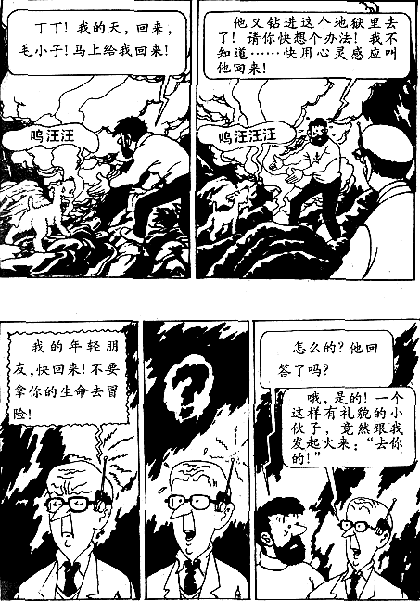 丁丁！我的天，回来，
毛小子！马上给我回来！
呜汪汪
他又钻进这个地狱里去
了！请你快想个办法！我不
知道……快用心灵感应叫
他回来！
呜汪汪汪
我的年轻朋
友，快回来！不要
拿你的生命去冒
险！
？
怎么的？他回
答了吗？
哦，是的！一个
这样有礼貌的小
伙子，竟然跟我
发起火来：“去你
的！”